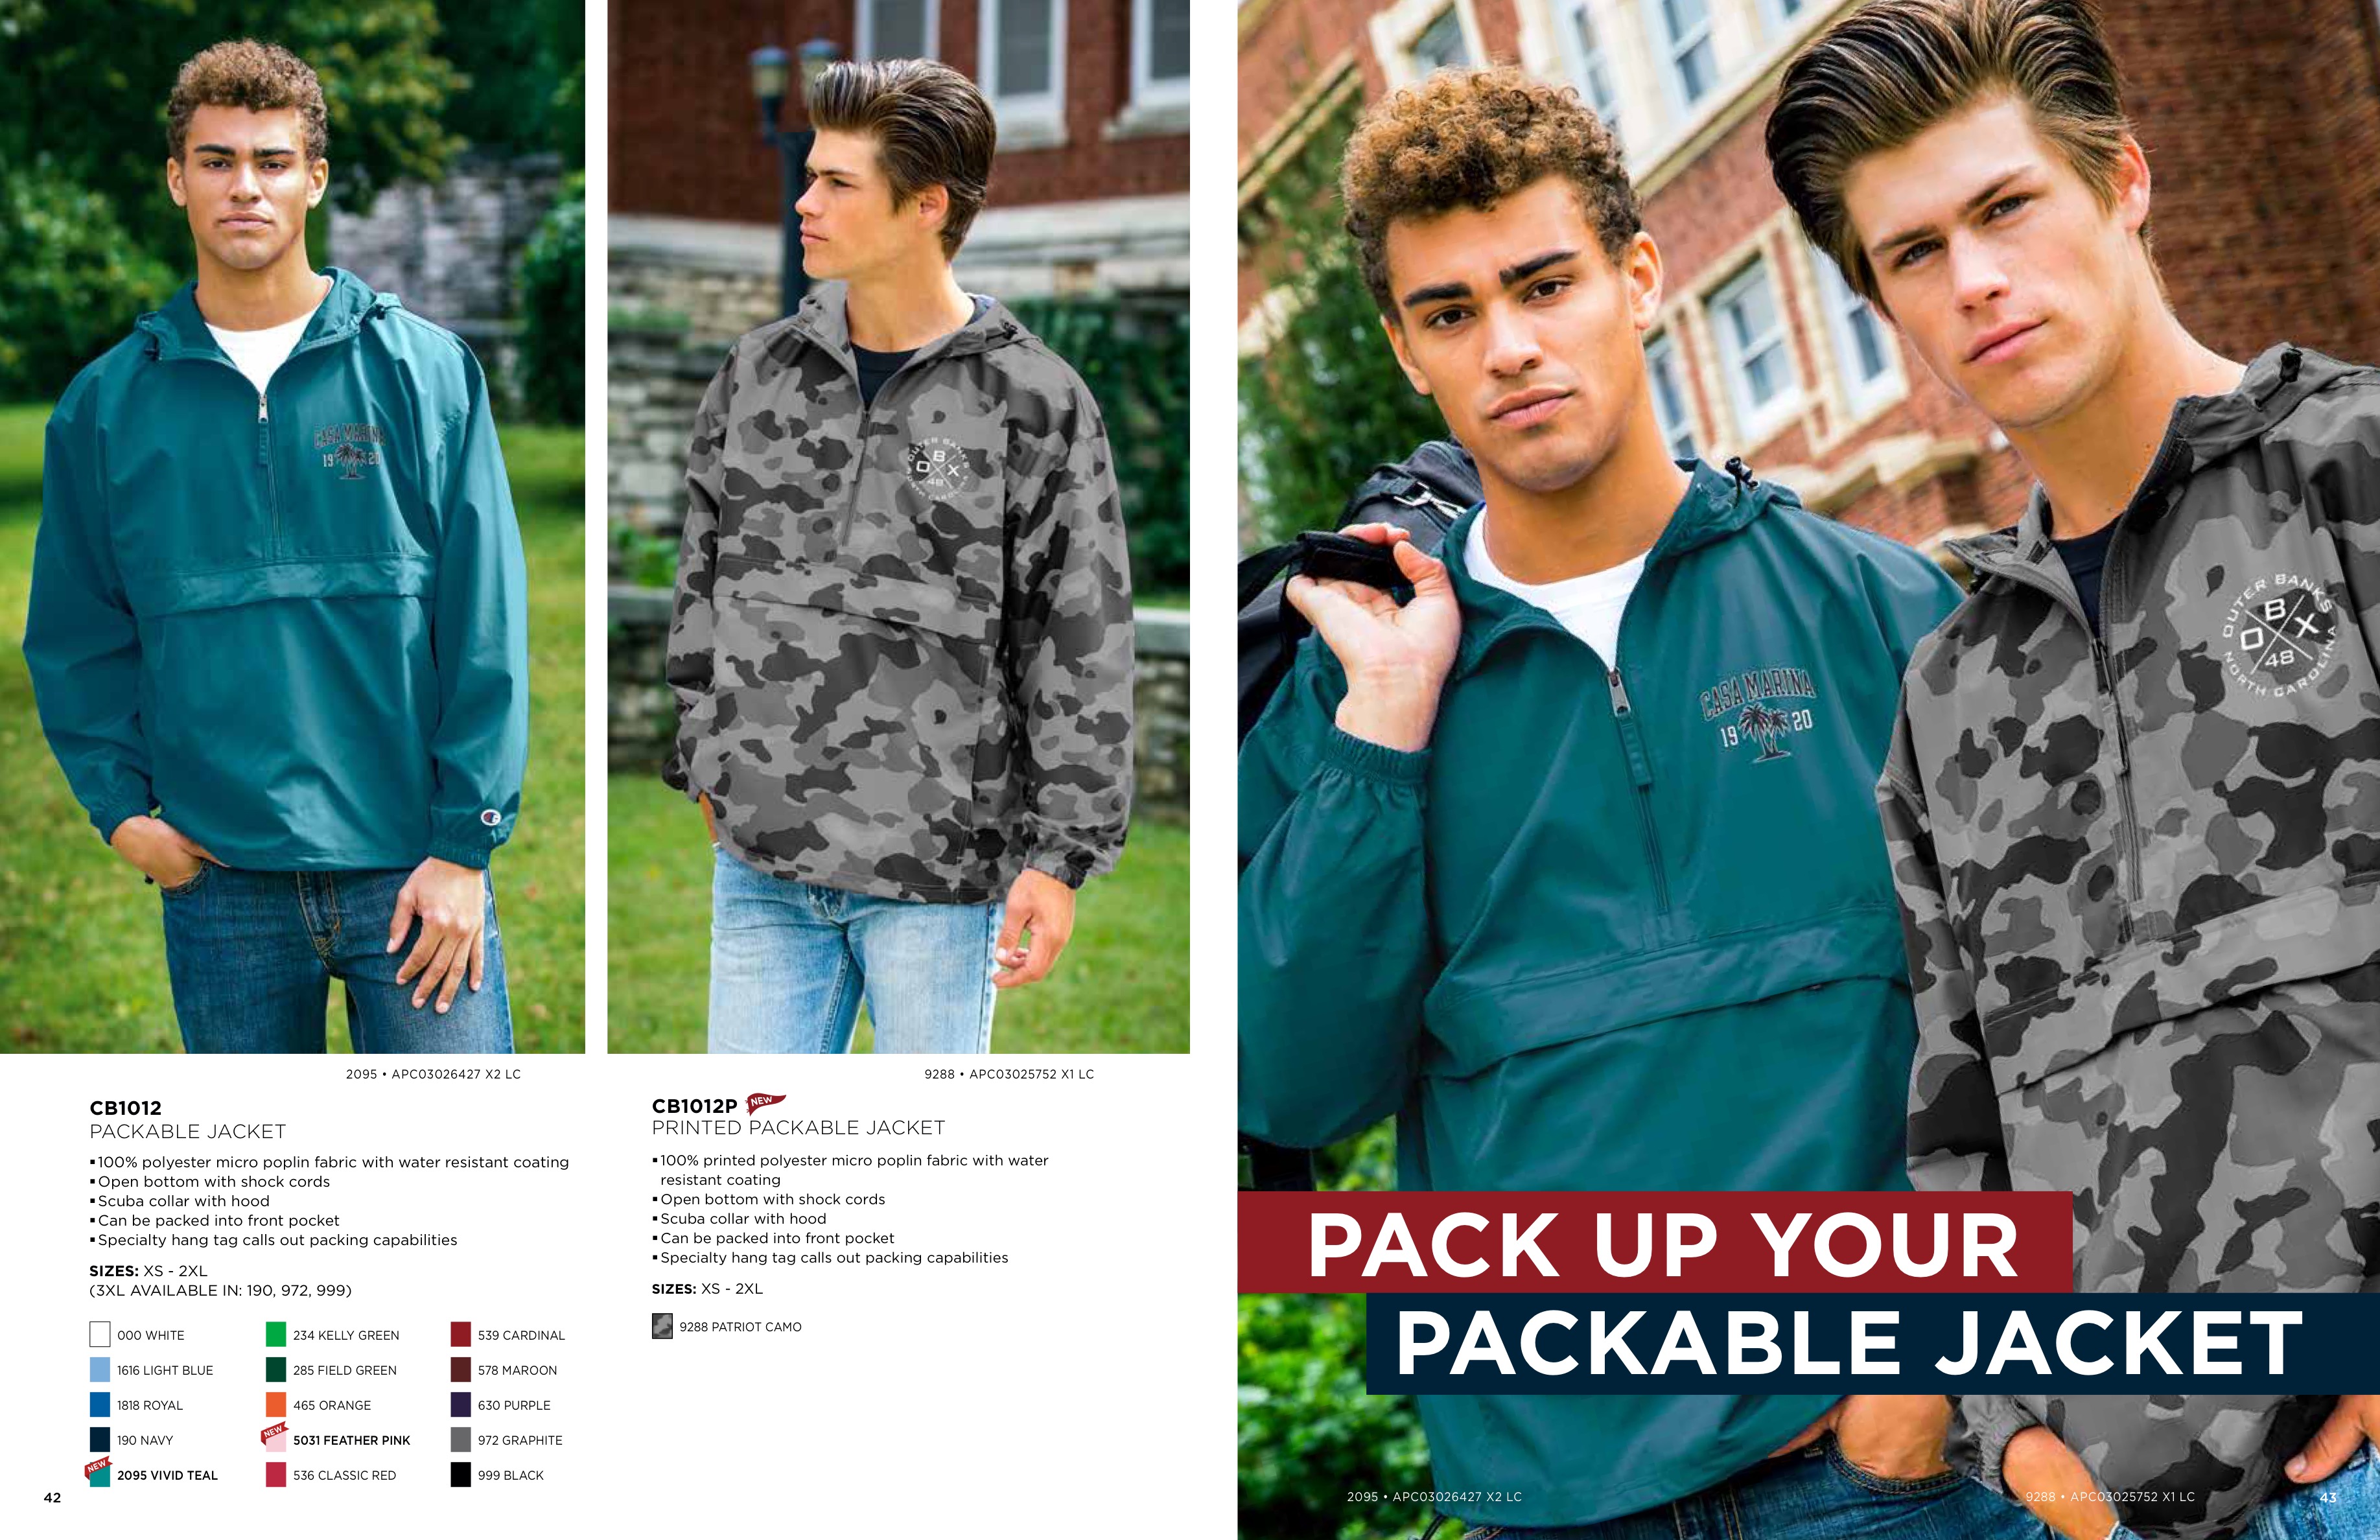 CASA MARINA
19 20
OUTER BANKS
OBX
48
NORTH CAROLINA
2095 • APC03026427 X2 LC
CB1012
PACKABLE JACKET
▪100% polyester micro poplin fabric with water resistant coating
▪Open bottom with shock cords
▪Scuba collar with hood
▪Can be packed into front pocket
▪Specialty hang tag calls out packing capabilities
SIZES: XS - 2XL
(3XL AVAILABLE IN: 190, 972, 999)
000 WHITE
1616 LIGHT BLUE
1818 ROYAL
190 NAVY
NEW
2095 VIVID TEAL
234 KELLY GREEN
285 FIELD GREEN
465 ORANGE
NEW
5031 FEATHER PINK
536 CLASSIC RED
539 CARDINAL
578 MAROON
630 PURPLE
972 GRAPHITE
999 BLACK
42
9288 • APC03025752 X1 LC
CB1012P NEW
PRINTED PACKABLE JACKET
▪100% printed polyester micro poplin fabric with water
resistant coating
▪Open bottom with shock cords
▪Scuba collar with hood
▪Can be packed into front pocket
▪Specialty hang tag calls out packing capabilities
SIZES: XS - 2XL
9288 PATRIOT CAMO
CASA MARINA
19 20
OUTER BANKS
OBX
48
NORTH CAROLINA
PACK UP YOUR
PACKABLE JACKET
2095 • APC03026427 X2 LC
9288 • APC03025752 X1 LC
43